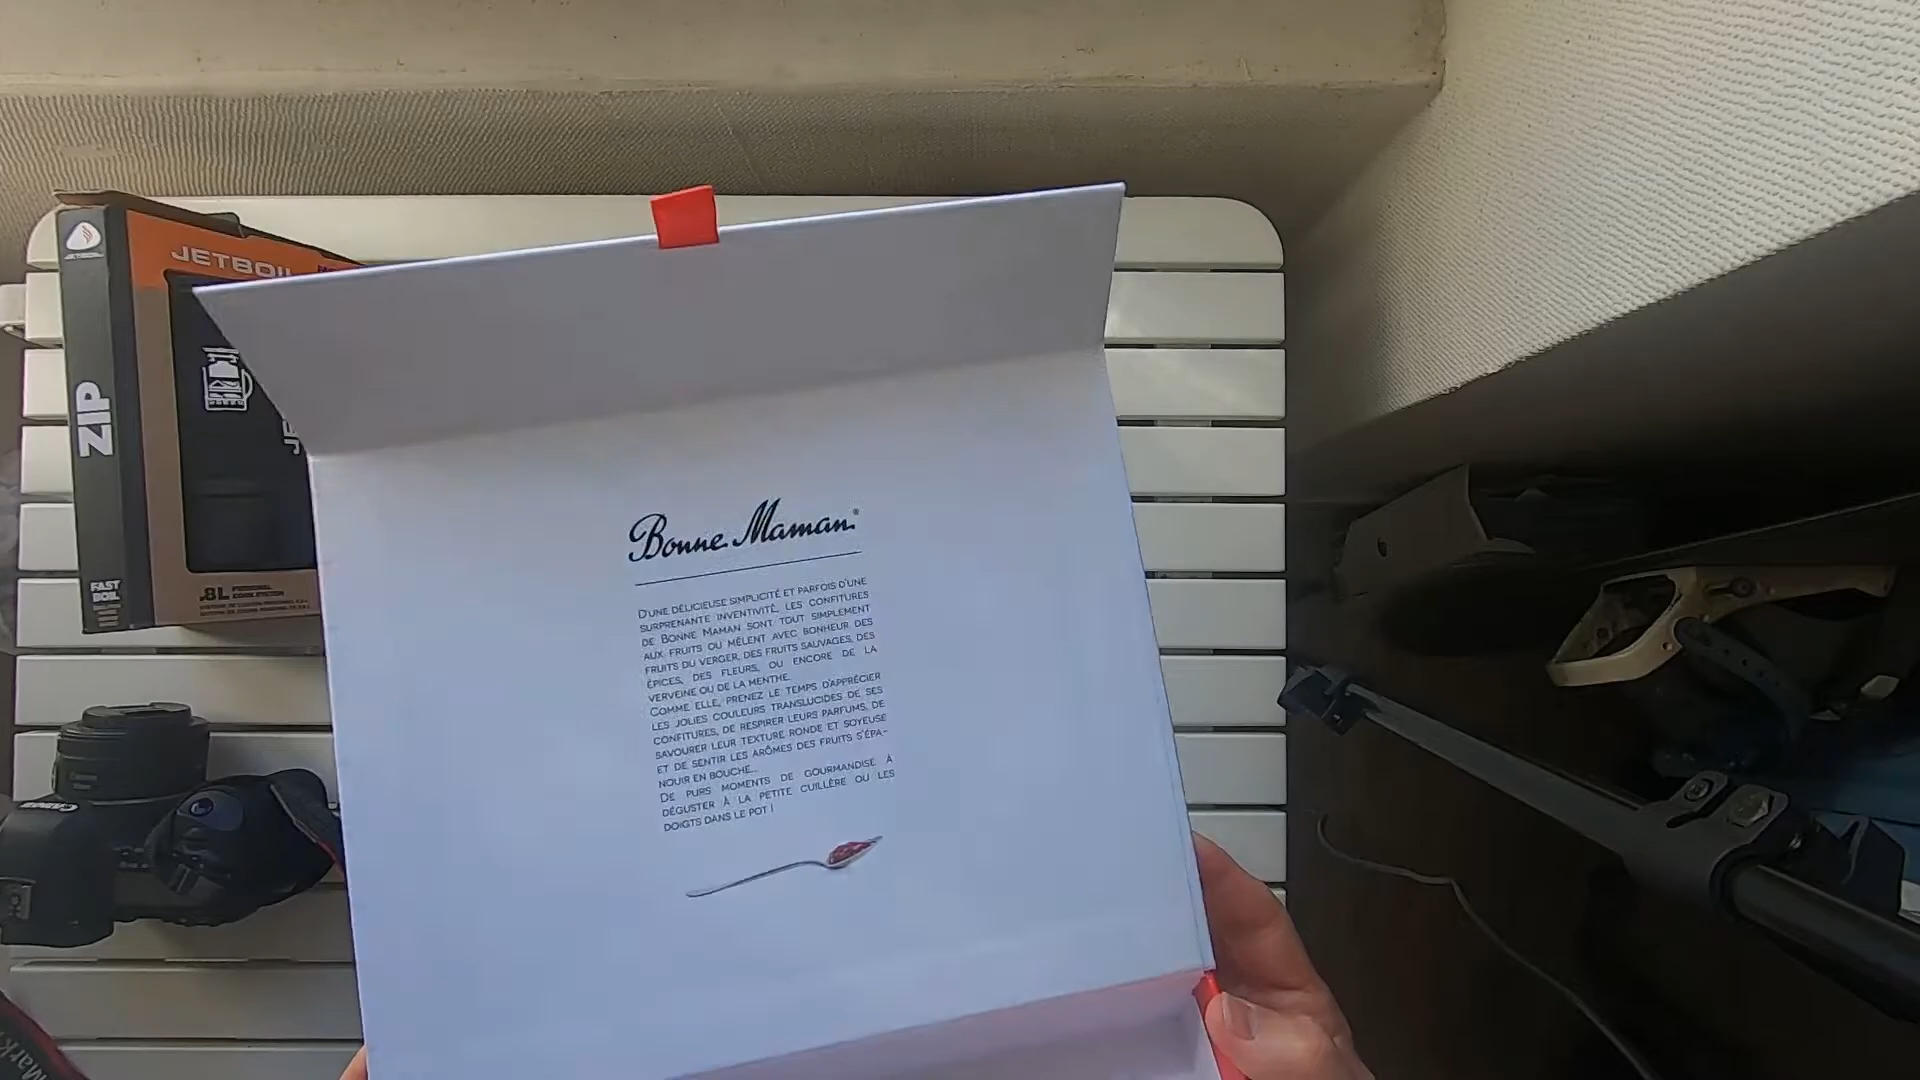 JETBOIL
ZIP
JETBOIL
FAST
BOIL
.8L PERSONAL
COOK SYSTEM
Canon
Bonne Maman®
D'UNE DÉLICIEUSE SIMPLICITÉ ET PARFOIS D'UNE
SURPRENANTE INVENTIVITÉ, LES CONFITURES
DE BONNE MAMAN SONT TOUT SIMPLEMENT
AUX FRUITS OU MÊLENT AVEC BONHEUR DES
FRUITS DU VERGER, DES FRUITS SAUVAGES, DES
ÉPICES, DES FLEURS, OU ENCORE DE LA
VERVEINE OU DE LA MENTHE.
COMME ELLE, PRENEZ LE TEMPS D'APPRÉCIER
LES JOLIES COULEURS TRANSLUCIDES DE SES
CONFITURES, DE RESPIRER LEURS PARFUMS, DE
SAVOURER LEUR TEXTURE RONDE ET SOYEUSE
ET DE SENTIR LES ARÔMES DES FRUITS S'ÉPA-
NOUIR EN BOUCHE...
DE PURS MOMENTS DE GOURMANDISE À
DÉGUSTER À LA PETITE CUILLÈRE OU LES
DOIGTS DANS LE POT !